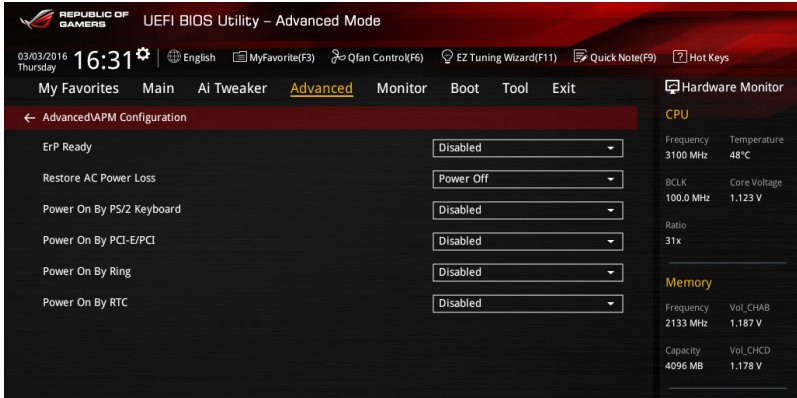 REPUBLIC OF
GAMERS
UEFI BIOS Utility – Advanced Mode
03/03/2016
Thursday
16:31
English
MyFavorite(F3)
Qfan Control(F6)
EZ Tuning Wizard(F11)
Quick Note(F9)
? Hot Keys
My Favorites Main Ai Tweaker Advanced Monitor Boot Tool Exit
Hardware Monitor
← Advanced\APM Configuration
ErP Ready Disabled
Restore AC Power Loss Power Off
Power On By PS/2 Keyboard Disabled
Power On By PCI-E/PCI Disabled
Power On By Ring Disabled
Power On By RTC Disabled
CPU
Frequency Temperature
3100 MHz 48°C
BCLK Core Voltage
100.0 MHz 1.123 V
Ratio
31x
Memory
Frequency Vol_CHAB
2133 MHz 1.187 V
Capacity Vol_CHCD
4096 MB 1.178 V